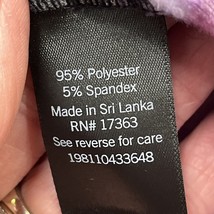 95% Polyester
5% Spandex
Made in Sri Lanka
RN# 17363
See reverse for care
198110433648